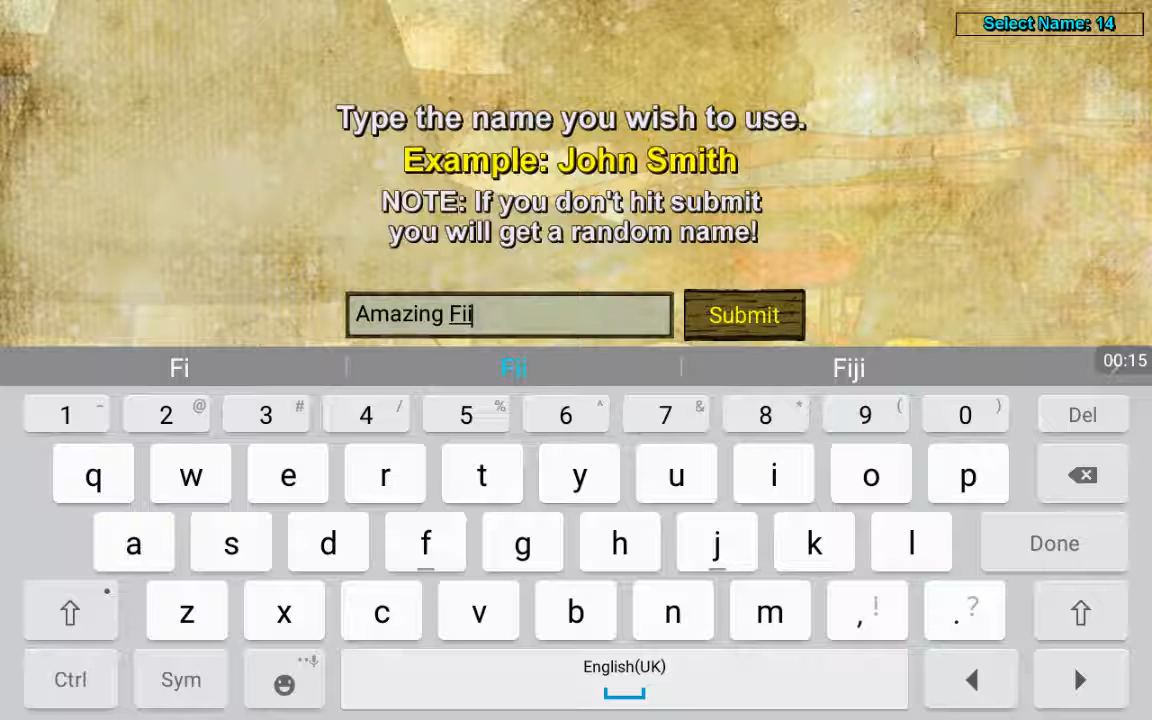 Select Name: 14
Type the name you wish to use.
Example: John Smith
NOTE: If you don't hit submit
you will get a random name!
Amazing Fii
Submit
Fi Fii Fiji
00:15
1 - 2 @ 3 # 4 / 5 % 6 ^ 7 & 8 * 9 ( 0 ) Del
q w e r t y u i o p
a s d f g h j k l Done
z x c v b n m , ! . ?
Ctrl Sym English(UK)